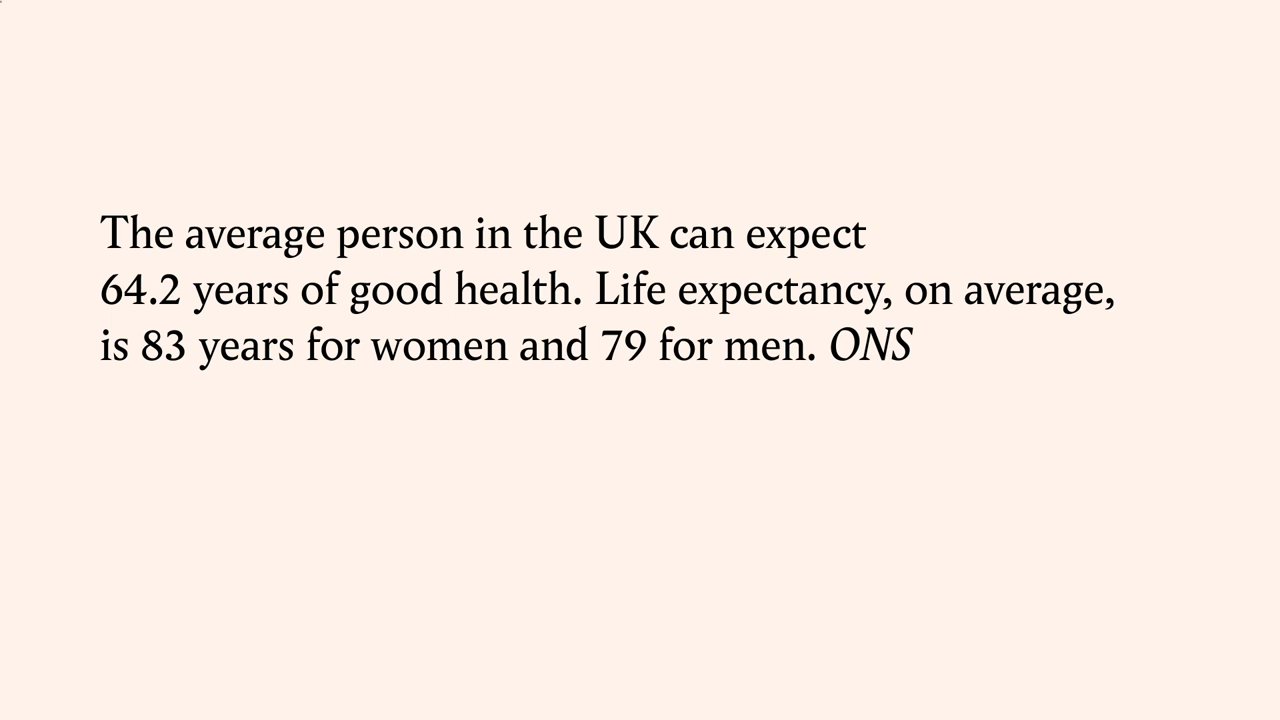 The average person in the UK can expect
64.2 years of good health. Life expectancy, on average,
is 83 years for women and 79 for men. ONS